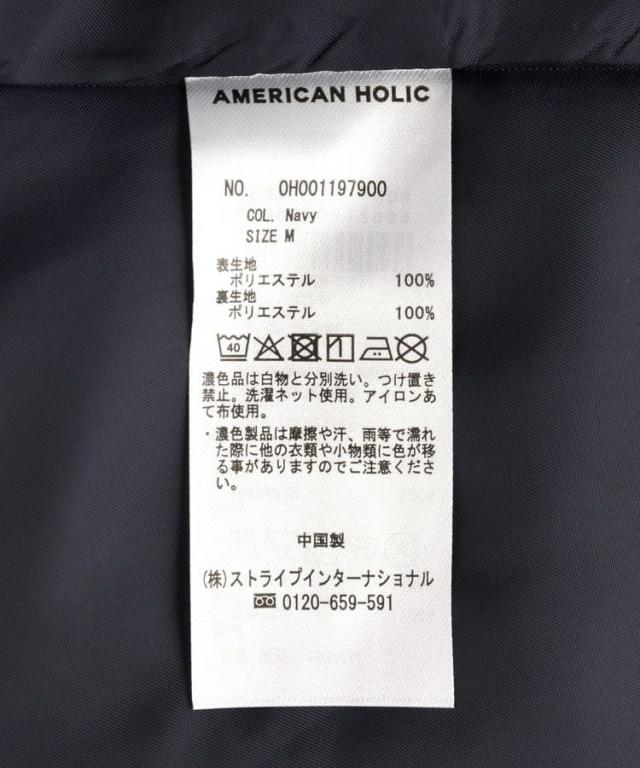 AMERICAN HOLIC
NO. 0H001197900
COL. Navy
SIZE M
表生地
ポリエステル 100%
裏生地
ポリエステル 100%
40
濃色品は白物と分別洗い。つけ置き
禁止。洗濯ネット使用。アイロンあ
て布使用。
・濃色製品は摩擦や汗、雨等で濡れ
た際に他の衣類や小物類に色が移
る事がありますのでご注意くださ
い。
中国製
(株)ストライプインターナショナル
0120-659-591